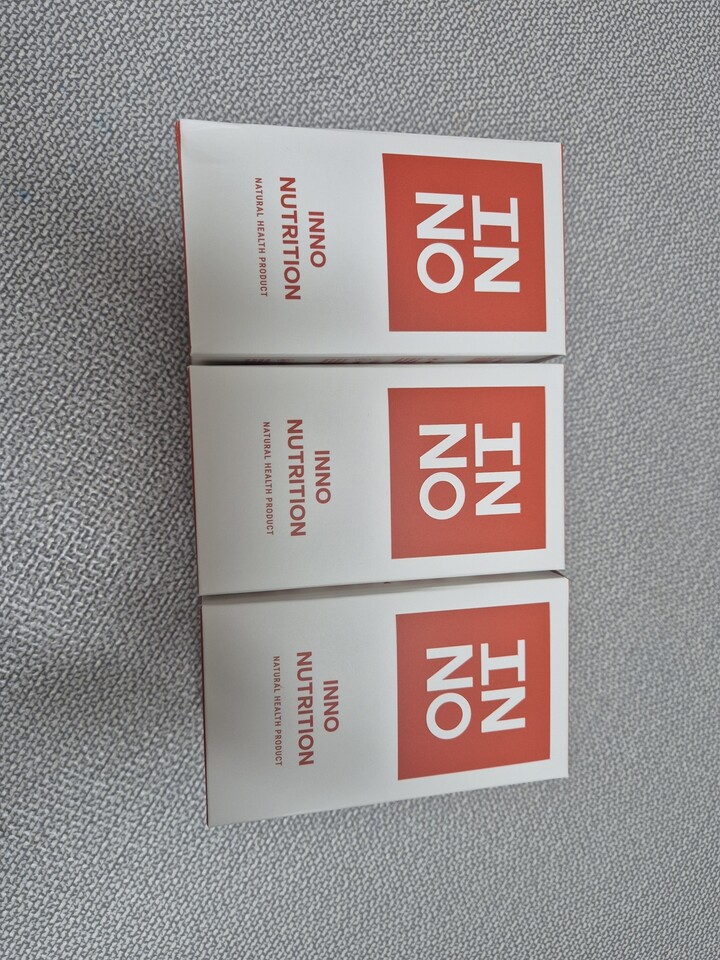 IN
NO
INNO
NUTRITION
NATURAL HEALTH PRODUCT
IN
NO
INNO
NUTRITION
NATURAL HEALTH PRODUCT
IN
NO
INNO
NUTRITION
NATURAL HEALTH PRODUCT